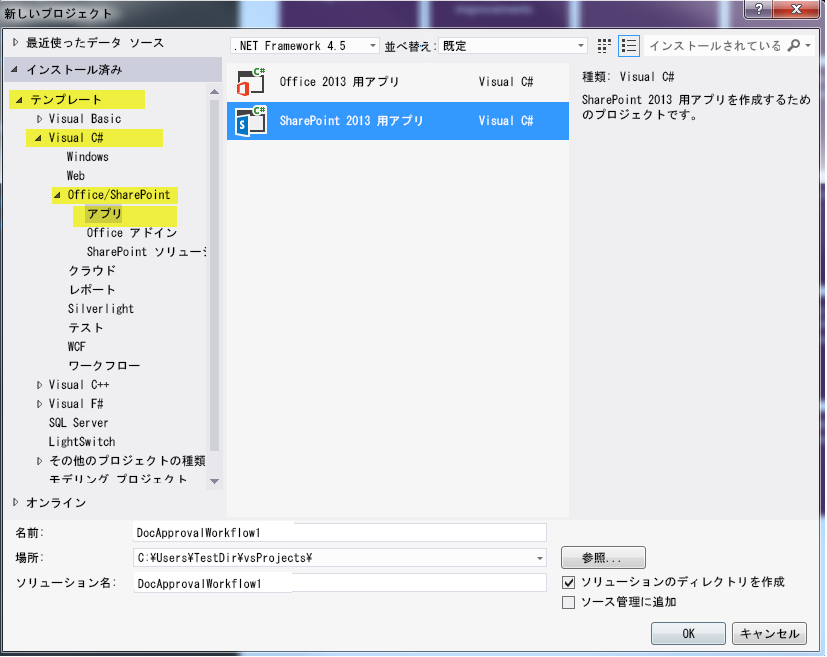 新しいプロジェクト
最近使ったデータ ソース
.NET Framework 4.5 並べ替え: 既定 インストールされている
インストール済み
テンプレート
Visual Basic
Visual C#
Windows
Web
Office/SharePoint
アプリ
Office アドイン
SharePoint ソリューシ
クラウド
レポート
Silverlight
テスト
WCF
ワークフロー
Visual C++
Visual F#
SQL Server
LightSwitch
その他のプロジェクトの種類
モデリング プロジェクト
オンライン
Office 2013 用アプリ Visual C#
SharePoint 2013 用アプリ Visual C#
種類: Visual C#
SharePoint 2013 用アプリを作成するため
のプロジェクトです。
名前: DocApprovalWorkflow1
場所: C:¥Users¥TestDir¥vsProjects¥ 参照...
ソリューション名: DocApprovalWorkflow1
ソリューションのディレクトリを作成
ソース管理に追加
OK キャンセル